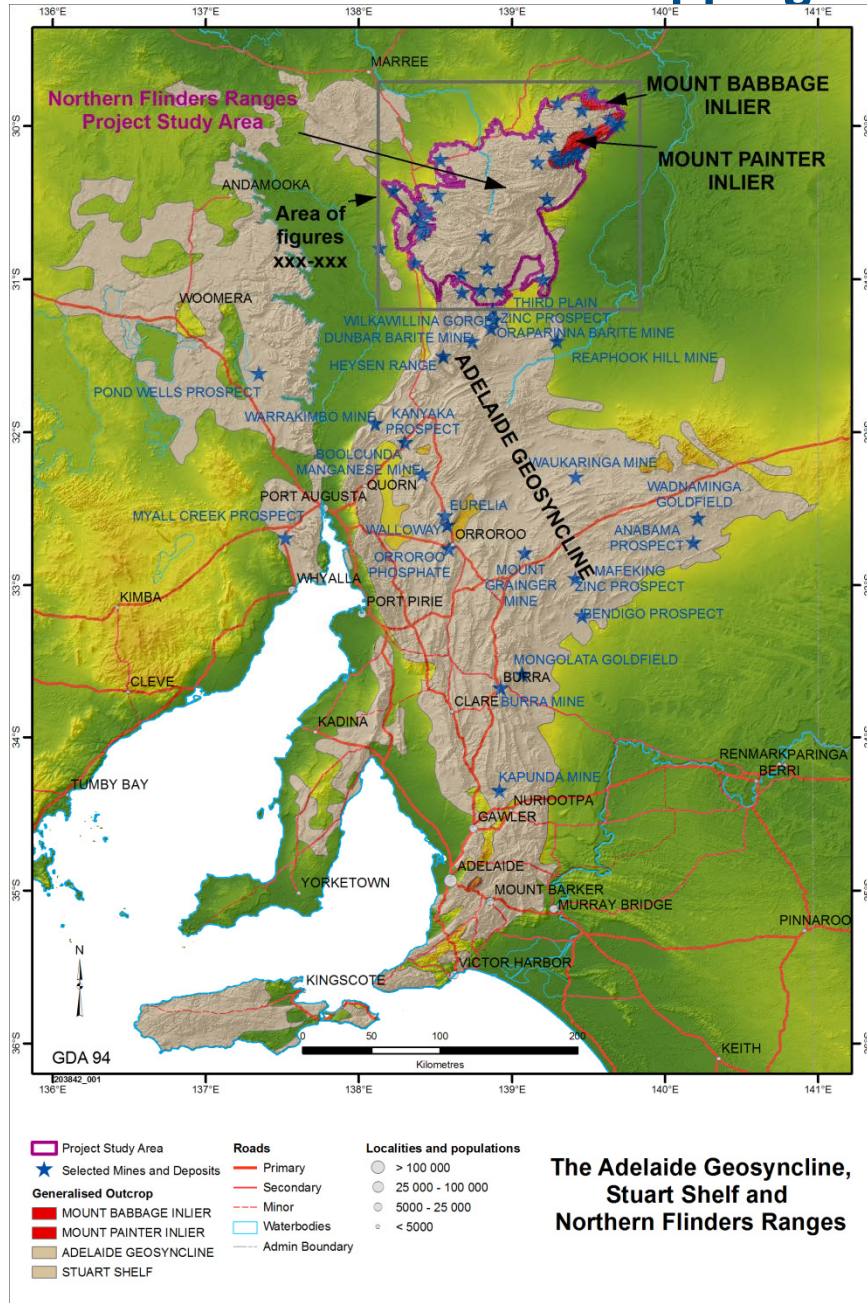 MARREE
Northern Flinders Ranges
Project Study Area
MOUNT BABBAGE
INLIER
MOUNT PAINTER
INLIER
ANDAMOOKA
Area of
figures
xxx-xxx
WOOMERA
THIRD PLAIN
ZINC PROSPECT
WILKAWILLINA GORGE
ORAPARINNA BARITE MINE
DUNBAR BARITE MINE
HEYSEN RANGE
REAPHOOK HILL MINE
POND WELLS PROSPECT
ADELAIDE GEOSYNCLINE
WARRAKIMBO MINE
KANYAKA
PROSPECT
BOOLCUNDA
MANGANESE MINE
WAUKARINGA MINE
QUORN
PORT AUGUSTA
WADNAMINGA
GOLDFIELD
MYALL CREEK PROSPECT
EURELIA
WALLOWAY
ORROROO
ANABAMA
PROSPECT
ORROROO
PHOSPHATE
MOUNT
GRAINGER
MINE
MAFEKING
ZINC PROSPECT
WHYALLA
KIMBA
PORT PIRIE
BENDIGO PROSPECT
MONGOLATA GOLDFIELD
CLEVE
BURRA
BURRA MINE
CLARE
KADINA
RENMARK
PARINGA
BERRI
TUMBY BAY
KAPUNDA MINE
NURIOOTPA
GAWLER
ADELAIDE
YORKETOWN
MOUNT BARKER
MURRAY BRIDGE
PINNAROO
VICTOR HARBOR
KINGSCOTE
N
0 50 100 200
Kilometres
KEITH
GDA 94
203842_001
136°E 137°E 138°E 139°E 140°E 141°E
136°E 137°E 138°E 139°E 140°E 141°E
30°S
31°S
32°S
33°S
34°S
35°S
36°S
Project Study Area
Selected Mines and Deposits
Generalised Outcrop
MOUNT BABBAGE INLIER
MOUNT PAINTER INLIER
ADELAIDE GEOSYNCLINE
STUART SHELF
Roads
Primary
Secondary
Minor
Waterbodies
Admin Boundary
Localities and populations
> 100 000
25 000 - 100 000
5000 - 25 000
< 5000
The Adelaide Geosyncline,
Stuart Shelf and
Northern Flinders Ranges